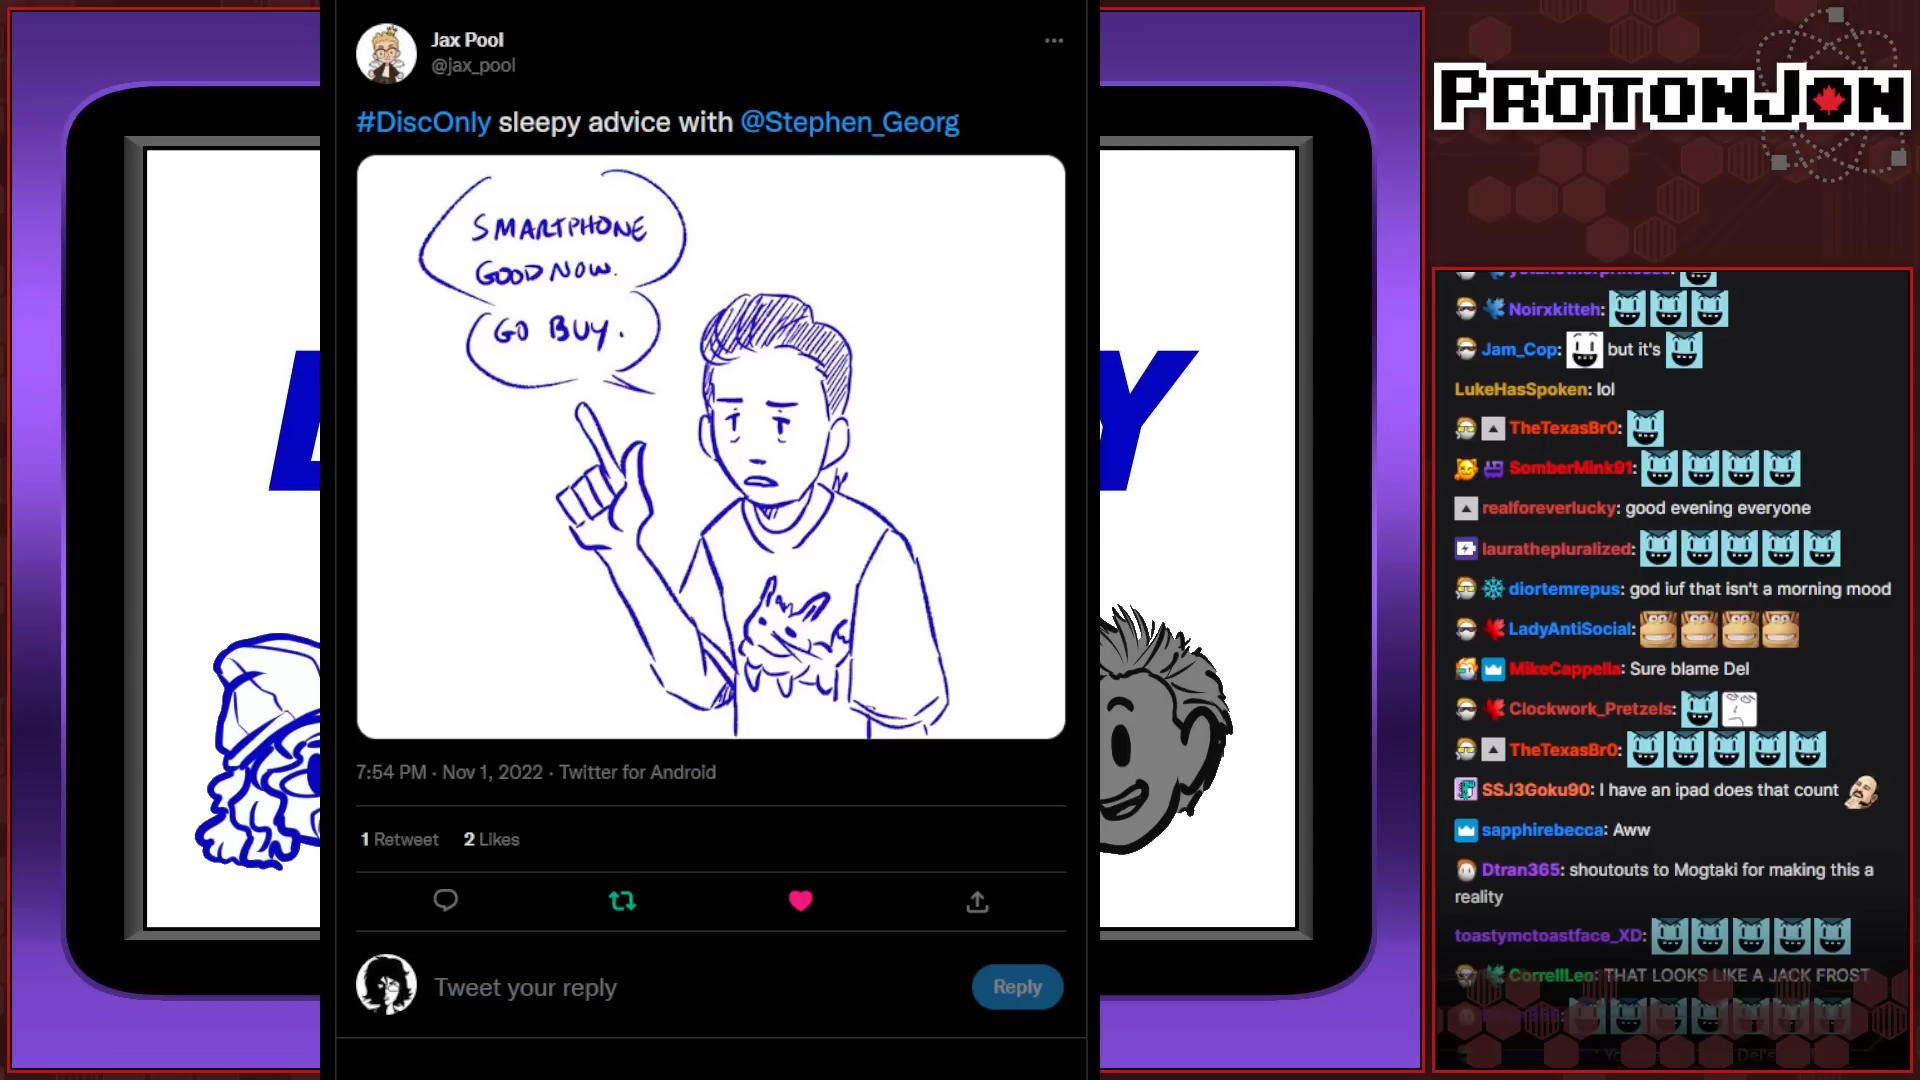 Jax Pool
@jax_pool
#DiscOnly sleepy advice with @Stephen_Georg
SMARTPHONE
GOOD NOW.
GO BUY.
7:54 PM · Nov 1, 2022 · Twitter for Android
1 Retweet 2 Likes
Tweet your reply
Reply
Y
PROTONJON
Noirxkitteh:
Jam_Cop: but it's
LukeHasSpoken: lol
TheTexasBr0:
SomberMink91:
realforeverlucky: good evening everyone
laurathepluralized:
diortemrepus: god iuf that isn't a morning mood
LadyAntiSocial:
MikeCappella: Sure blame Del
Clockwork_Pretzels:
TheTexasBr0:
SSJ3Goku90: I have an ipad does that count
sapphirebecca: Aww
Dtran365: shoutouts to Mogtaki for making this a
reality
toastymctoastface_XD:
CorrellLeo: THAT LOOKS LIKE A JACK FROST